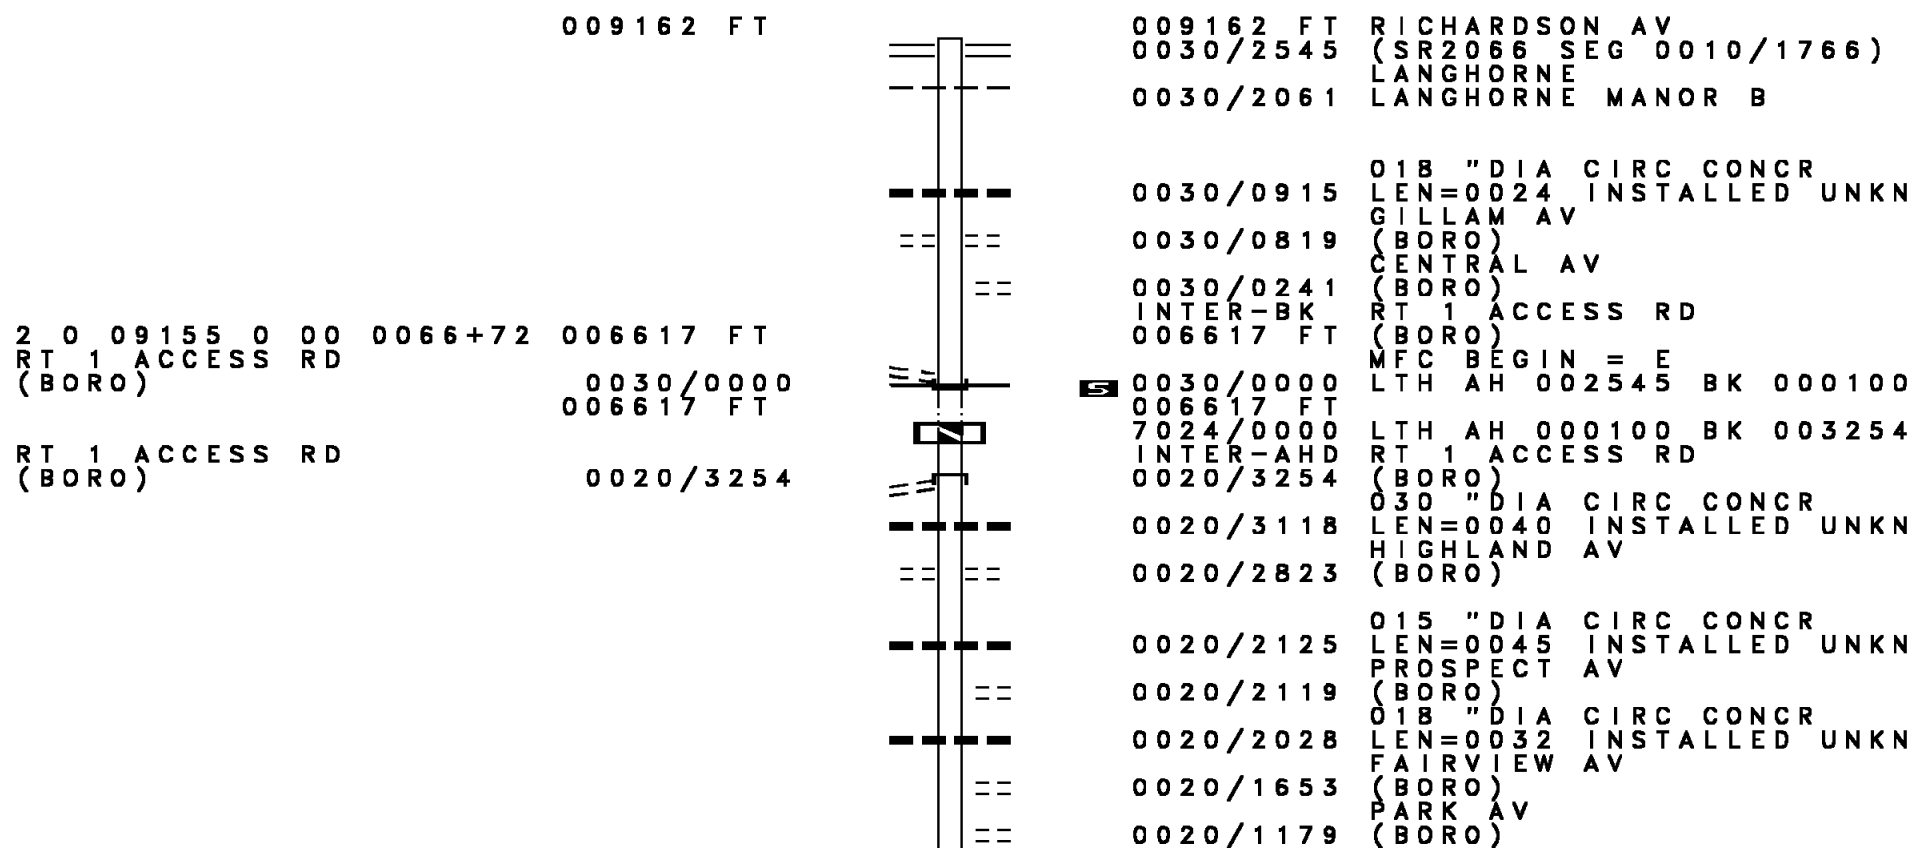 009162 FT 009162 FT RICHARDSON AV
0030/2545 (SR2066 SEG 0010/1766)
LANGHORNE
0030/2061 LANGHORNE MANOR B
018 "DIA CIRC CONCR
0030/0915 LEN=0024 INSTALLED UNKN
GILLAM AV
0030/0819 (BORO)
CENTRAL AV
0030/0241 (BORO)
INTER-BK RT 1 ACCESS RD
2 0 09155 0 00 0066+72 006617 FT 006617 FT (BORO)
RT 1 ACCESS RD MFC BEGIN = E
(BORO) 0030/0000 S 0030/0000 LTH AH 002545 BK 000100
006617 FT 006617 FT
7024/0000 LTH AH 000100 BK 003254
RT 1 ACCESS RD INTER-AHD RT 1 ACCESS RD
(BORO) 0020/3254 0020/3254 (BORO)
030 "DIA CIRC CONCR
0020/3118 LEN=0040 INSTALLED UNKN
HIGHLAND AV
0020/2823 (BORO)
015 "DIA CIRC CONCR
0020/2125 LEN=0045 INSTALLED UNKN
PROSPECT AV
0020/2119 (BORO)
018 "DIA CIRC CONCR
0020/2028 LEN=0032 INSTALLED UNKN
FAIRVIEW AV
0020/1653 (BORO)
PARK AV
0020/1179 (BORO)